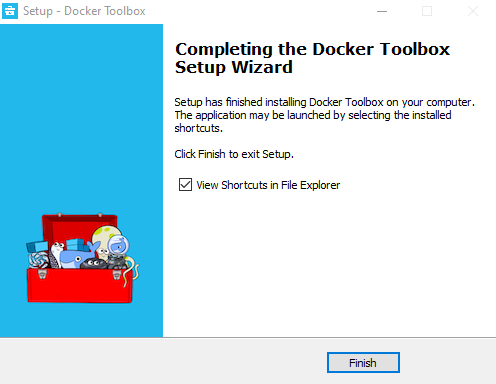 Setup - Docker Toolbox
Completing the Docker Toolbox
Setup Wizard
Setup has finished installing Docker Toolbox on your computer.
The application may be launched by selecting the installed
shortcuts.
Click Finish to exit Setup.
View Shortcuts in File Explorer
Finish